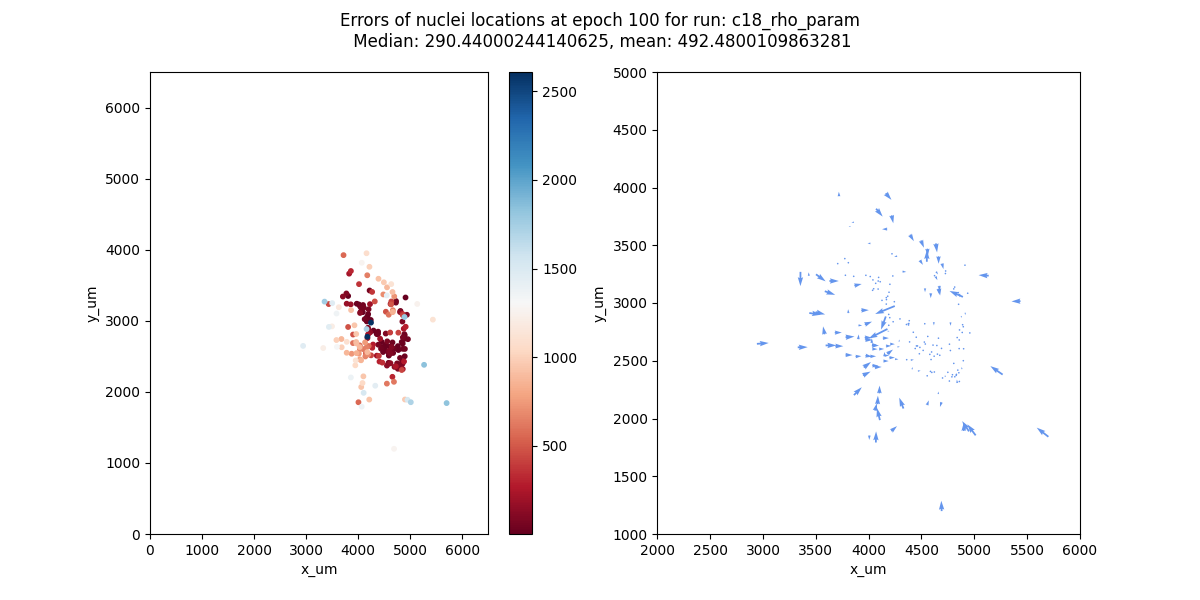 Errors of nuclei locations at epoch 100 for run: c18_rho_param
Median: 290.44000244140625, mean: 492.4800109863281
6000
5000
4000
3000
2000
1000
0
y_um
0 1000 2000 3000 4000 5000 6000
x_um
2500
2000
1500
1000
500
5000
4500
4000
3500
3000
2500
2000
1500
1000
y_um
2000 2500 3000 3500 4000 4500 5000 5500 6000
x_um